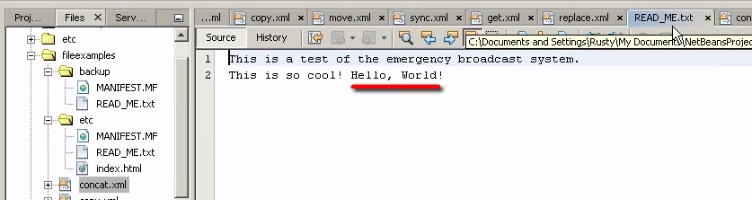 Proj... Files × Serv... ...ml copy.xml × move.xml × sync.xml × get.xml × replace.xml × READ_ME.txt ×
etc Source History
C:\Documents and Settings\Rusty\My Documents\NetBeansProjec
fileexamples 1 This is a test of the emergency broadcast system.
backup 2 This is so cool! Hello, World!
MANIFEST.MF
READ_ME.txt
etc
MANIFEST.MF
READ_ME.txt
index.html
concat.xml